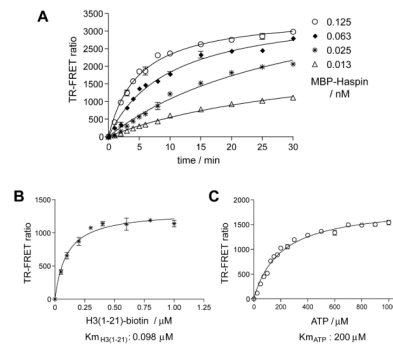 A
TR-FRET ratio
3500
3000
2500
2000
1500
1000
500
0
0 5 10 15 20 25 30
time / min
0.125
0.063
0.025
0.013
MBP-Haspin
/ nM
B
TR-FRET ratio
1500
1000
500
0
0.00 0.25 0.50 0.75 1.00 1.25
H3(1-21)-biotin / μM
KmH3(1-21) : 0.098 μM
C
TR-FRET ratio
2000
1500
1000
500
0
0 200 400 600 800 1000
ATP / μM
KmATP : 200 μM